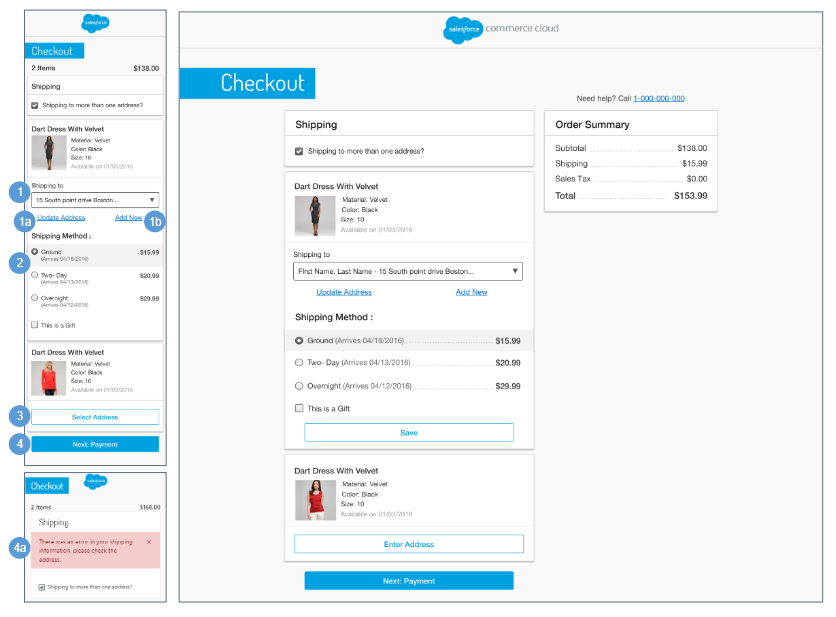 salesforce
Checkout
2 Items $138.00
Shipping
Shipping to more than one address?
Dart Dress With Velvet
Material: Velvet
Color: Black
Size: 10
Available on 01/03/2016
1 Shipping to:
15 South point drive Boston...
1a Update Address Add New 1b
Shipping Method :
2 Ground $15.99
(Arrives 04/18/2016)
Two- Day $20.99
(Arrives 04/13/2016)
Overnight $29.99
(Arrives 04/12/2016)
This is a Gift
Dart Dress With Velvet
Material: Velvet
Color: Black
Size: 10
Available on 01/03/2016
3 Select Address
4 Next: Payment
Checkout salesforce
2 Items $168.00
Shipping
4a There was an error in your shipping
information, please check the
address.
Shipping to more than one address?
salesforce commerce cloud
Checkout
Need help? Call 1-000-000-000
Shipping
Shipping to more than one address?
Dart Dress With Velvet
Material: Velvet
Color: Black
Size: 10
Available on 01/03/2016
Shipping to
First Name, Last Name - 15 South point drive Boston...
Update Address Add New
Shipping Method :
Ground (Arrives 04/18/2016) $15.99
Two- Day (Arrives 04/13/2016) $20.99
Overnight (Arrives 04/12/2016) $29.99
This is a Gift
Save
Dart Dress With Velvet
Material: Velvet
Color: Black
Size: 10
Available on 01/03/2016
Enter Address
Next: Payment
Order Summary
Subtotal $138.00
Shipping $15.99
Sales Tax $0.00
Total $153.99